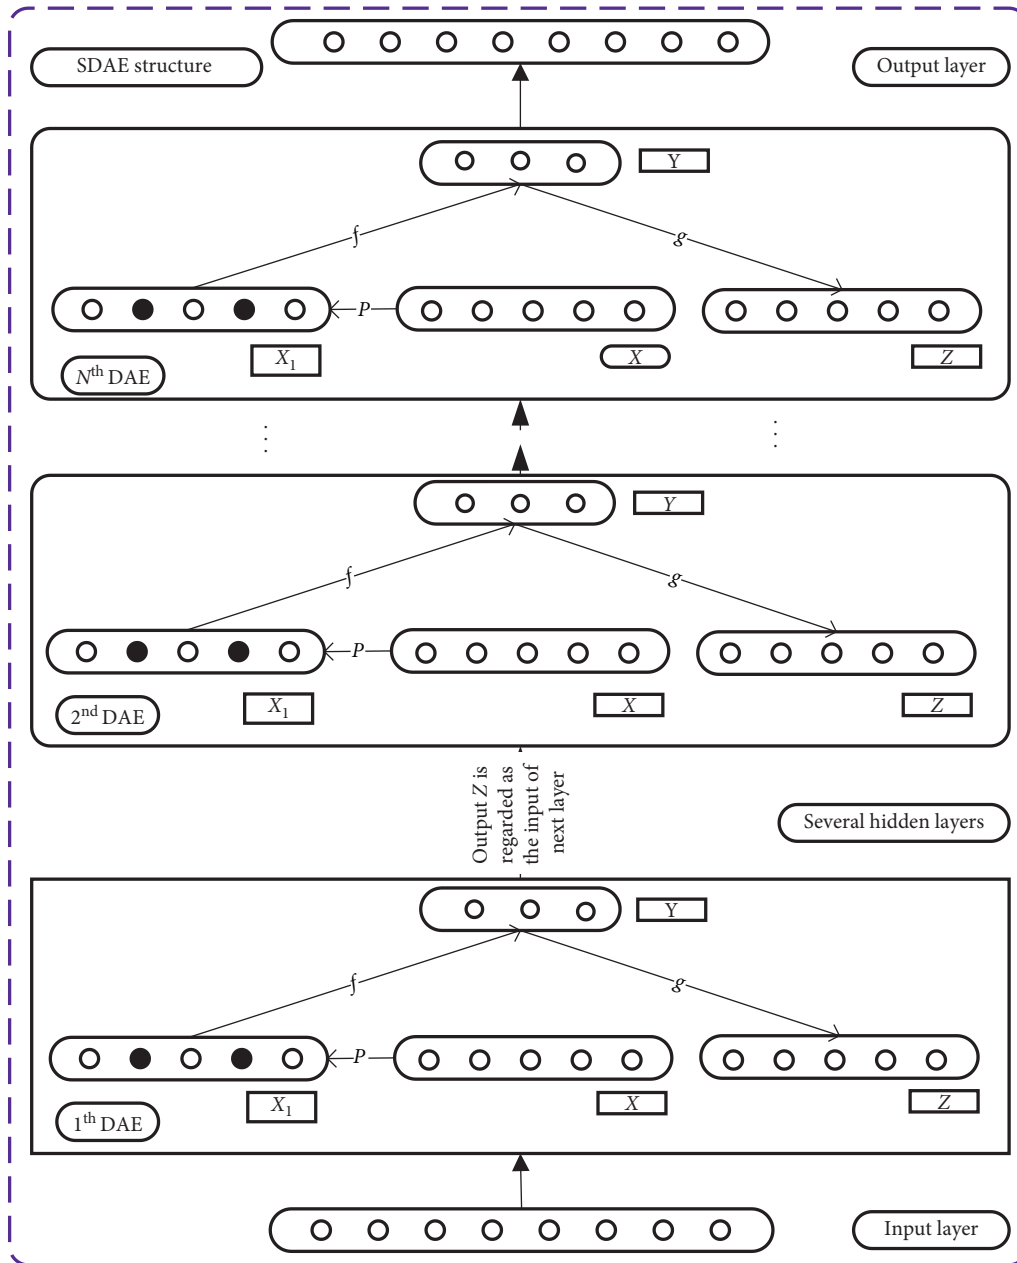 SDAE structure
Output layer
Y
f
g
P
X₁
X
Z
Nᵗʰ DAE
Y
f
g
P
X₁
X
Z
2ⁿᵈ DAE
Output Z is
regarded as
the input of
next layer
Several hidden layers
Y
f
g
P
X₁
X
Z
1ᵗʰ DAE
Input layer